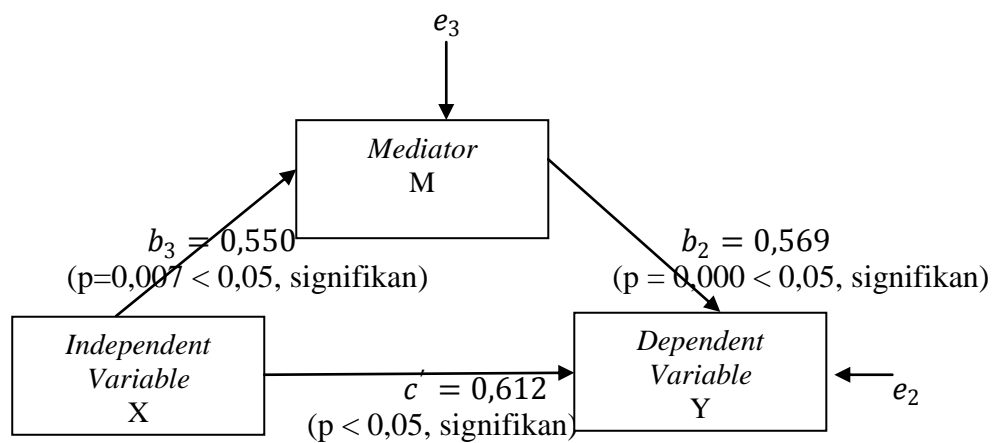 e₃
Mediator
M
b₃ = 0,550
(p=0,007 < 0,05, signifikan)
b₂ = 0,569
(p = 0,000 < 0,05, signifikan)
Independent
Variable
X
c′ = 0,612
(p < 0,05, signifikan)
Dependent
Variable
Y
e₂